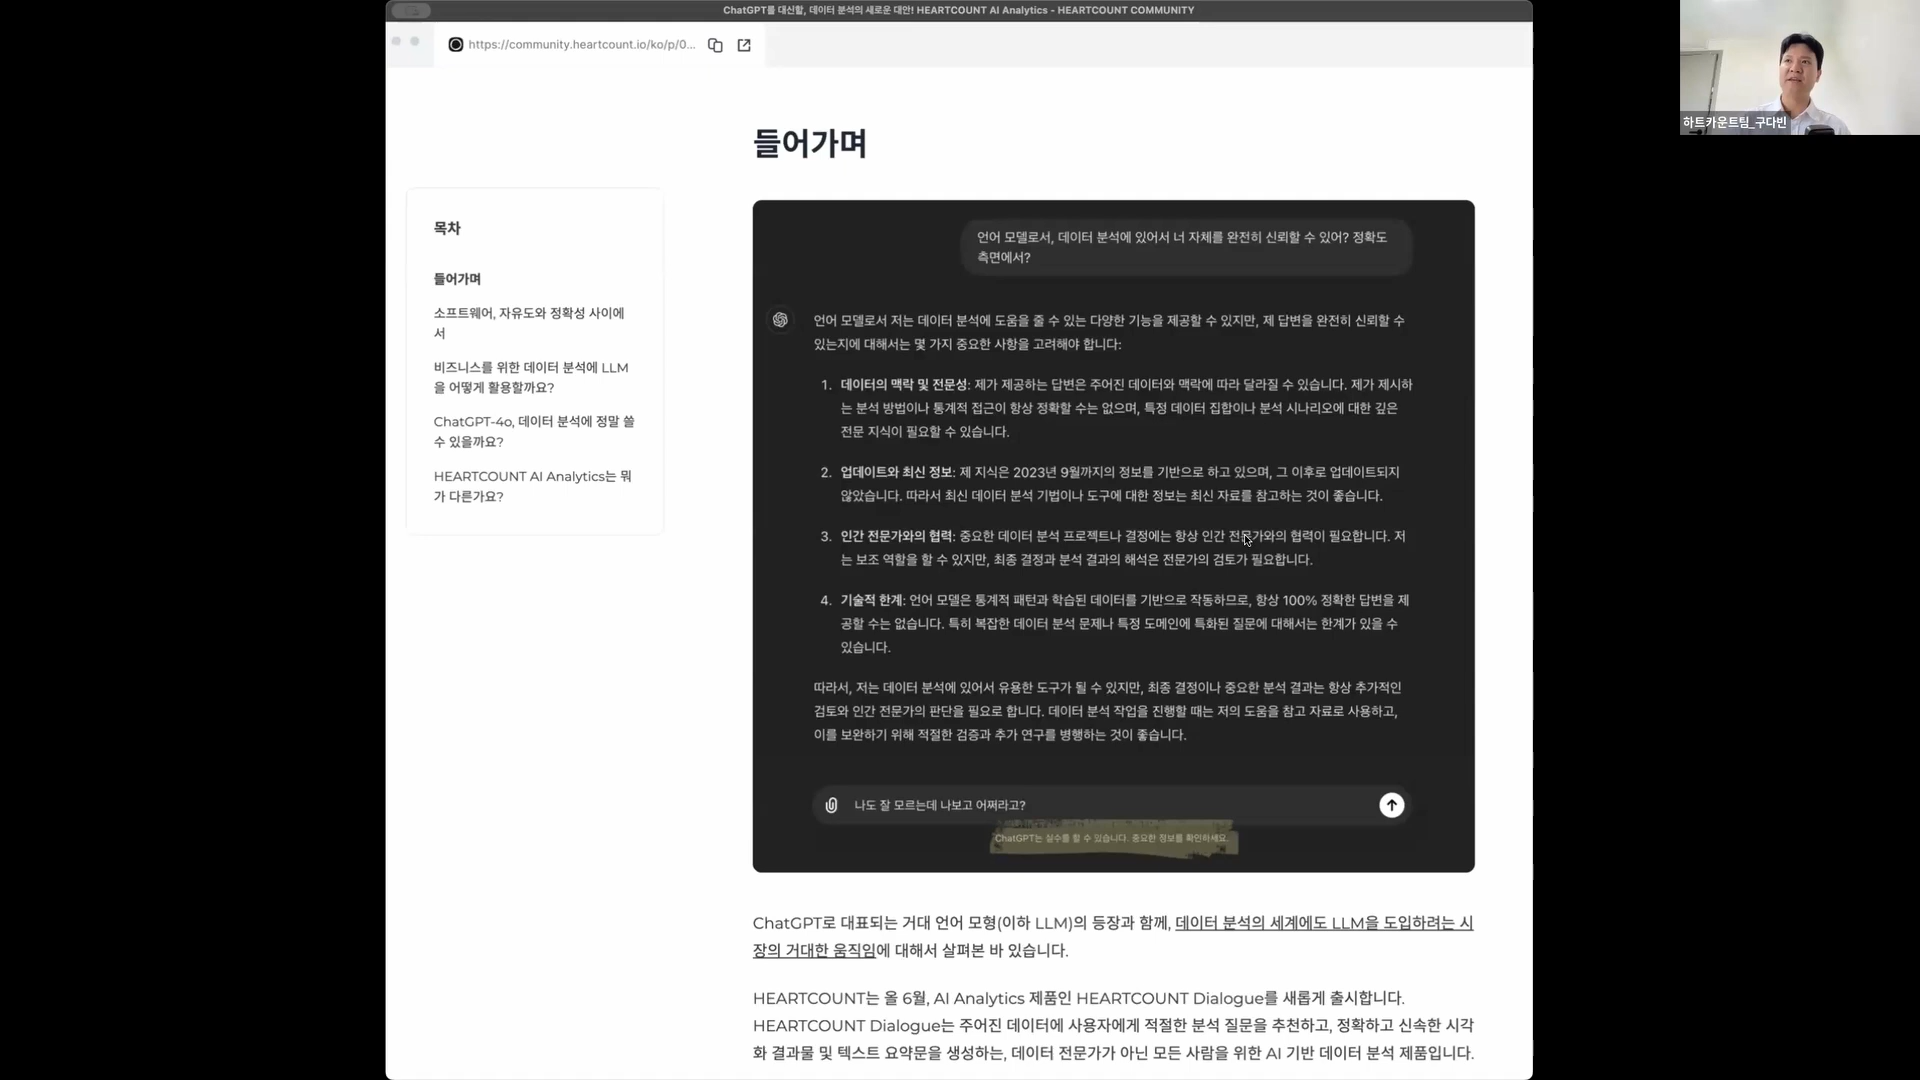 ChatGPT를 대신할, 데이터 분석의 새로운 대안! HEARTCOUNT AI Analytics - HEARTCOUNT COMMUNITY
https://community.heartcount.io/ko/p/0...
하트카운트팀_구다빈
들어가며
목차
들어가며
소프트웨어, 자유도와 정확성 사이에
서
비즈니스를 위한 데이터 분석에 LLM
을 어떻게 활용할까요?
ChatGPT-4o, 데이터 분석에 정말 쓸
수 있을까요?
HEARTCOUNT AI Analytics는 뭐
가 다른가요?
언어 모델로서, 데이터 분석에 있어서 너 자체를 완전히 신뢰할 수 있어? 정확도
측면에서?
언어 모델로서 저는 데이터 분석에 도움을 줄 수 있는 다양한 기능을 제공할 수 있지만, 제 답변을 완전히 신뢰할 수
있는지에 대해서는 몇 가지 중요한 사항을 고려해야 합니다:
1. 데이터의 맥락 및 전문성: 제가 제공하는 답변은 주어진 데이터와 맥락에 따라 달라질 수 있습니다. 제가 제시하
는 분석 방법이나 통계적 접근이 항상 정확할 수는 없으며, 특정 데이터 집합이나 분석 시나리오에 대한 깊은
전문 지식이 필요할 수 있습니다.
2. 업데이트와 최신 정보: 제 지식은 2023년 9월까지의 정보를 기반으로 하고 있으며, 그 이후로 업데이트되지
않았습니다. 따라서 최신 데이터 분석 기법이나 도구에 대한 정보는 최신 자료를 참고하는 것이 좋습니다.
3. 인간 전문가와의 협력: 중요한 데이터 분석 프로젝트나 결정에는 항상 인간 전문가와의 협력이 필요합니다. 저
는 보조 역할을 할 수 있지만, 최종 결정과 분석 결과의 해석은 전문가의 검토가 필요합니다.
4. 기술적 한계: 언어 모델은 통계적 패턴과 학습된 데이터를 기반으로 작동하므로, 항상 100% 정확한 답변을 제
공할 수는 없습니다. 특히 복잡한 데이터 분석 문제나 특정 도메인에 특화된 질문에 대해서는 한계가 있을 수
있습니다.
따라서, 저는 데이터 분석에 있어서 유용한 도구가 될 수 있지만, 최종 결정이나 중요한 분석 결과는 항상 추가적인
검토와 인간 전문가의 판단을 필요로 합니다. 데이터 분석 작업을 진행할 때는 저의 도움을 참고 자료로 사용하고,
이를 보완하기 위해 적절한 검증과 추가 연구를 병행하는 것이 좋습니다.
나도 잘 모르는데 나보고 어쩌라고?
ChatGPT는 실수를 할 수 있습니다. 중요한 정보를 확인하세요.
ChatGPT로 대표되는 거대 언어 모형(이하 LLM)의 등장과 함께, 데이터 분석의 세계에도 LLM을 도입하려는 시
장의 거대한 움직임에 대해서 살펴본 바 있습니다.
HEARTCOUNT는 올 6월, AI Analytics 제품인 HEARTCOUNT Dialogue를 새롭게 출시합니다.
HEARTCOUNT Dialogue는 주어진 데이터에 사용자에게 적절한 분석 질문을 추천하고, 정확하고 신속한 시각
화 결과물 및 텍스트 요약문을 생성하는, 데이터 전문가가 아닌 모든 사람을 위한 AI 기반 데이터 분석 제품입니다.